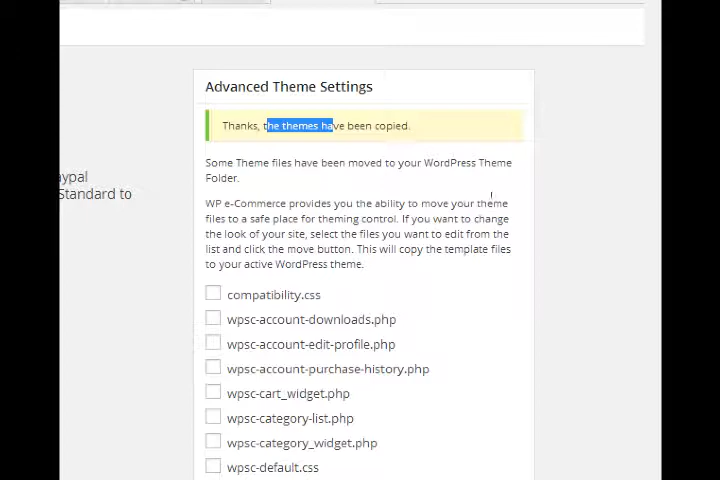 Advanced Theme Settings
Thanks, the themes have been copied.
Some Theme files have been moved to your WordPress Theme
Folder.
aypal
Standard to
WP e-Commerce provides you the ability to move your theme
files to a safe place for theming control. If you want to change
the look of your site, select the files you want to edit from the
list and click the move button. This will copy the template files
to your active WordPress theme.
compatibility.css
wpsc-account-downloads.php
wpsc-account-edit-profile.php
wpsc-account-purchase-history.php
wpsc-cart_widget.php
wpsc-category-list.php
wpsc-category_widget.php
wpsc-default.css